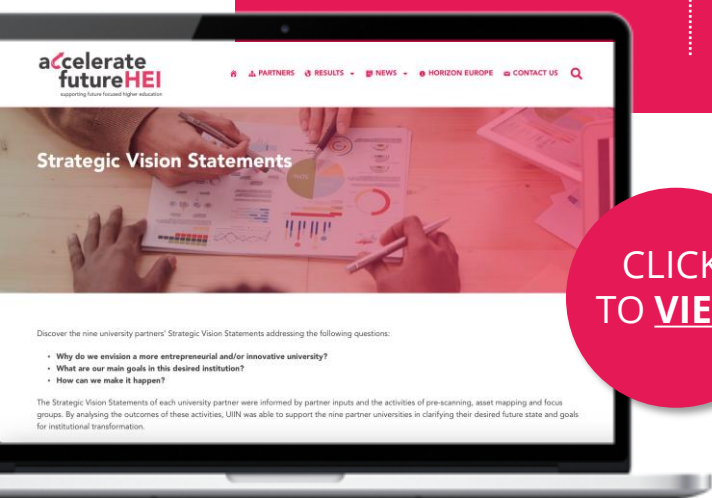 accelerate
futureHEI
supporting future focused higher education
PARTNERS RESULTS NEWS HORIZON EUROPE CONTACT US
Strategic Vision Statements
Discover the nine university partners' Strategic Vision Statements addressing the following questions:
• Why do we envision a more entrepreneurial and/or innovative university?
• What are our main goals in this desired institution?
• How can we make it happen?
The Strategic Vision Statements of each university partner were informed by partner inputs and the activities of pre-scanning, asset mapping and focus
groups. By analysing the outcomes of these activities, UIIN was able to support the nine partner universities in clarifying their desired future state and goals
for institutional transformation.
CLICK
TO VIE